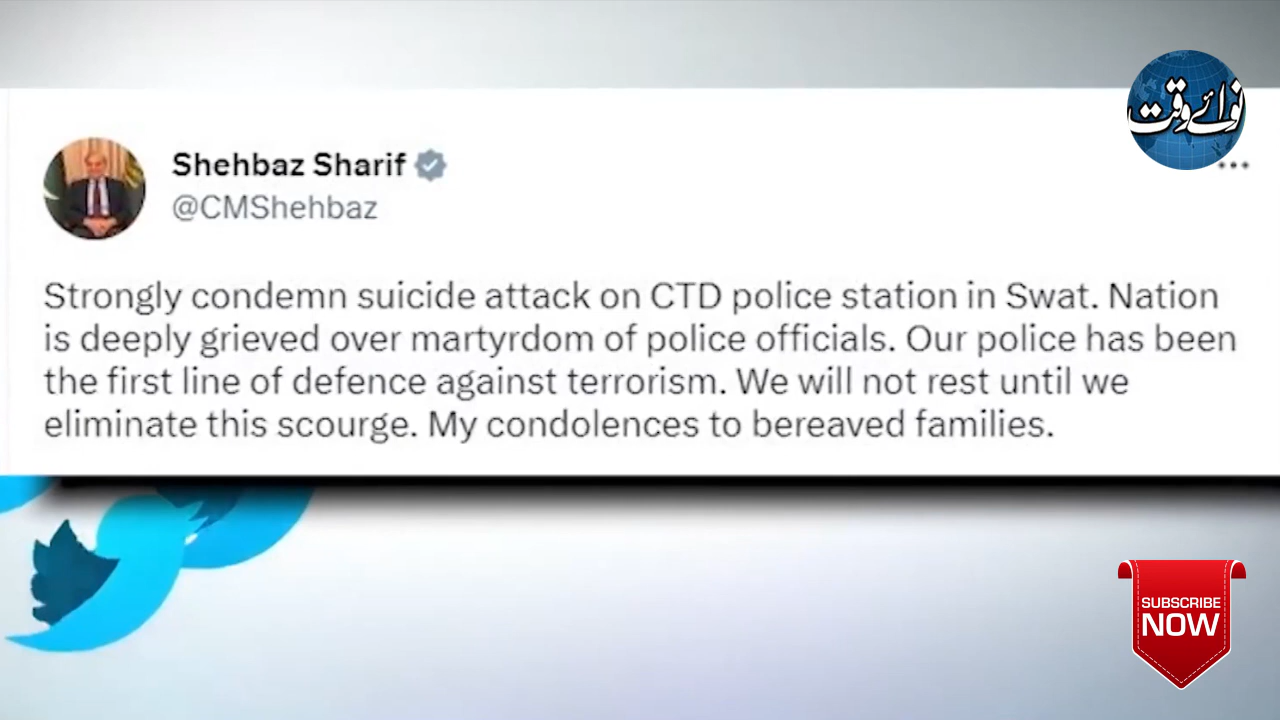 نوائے وقت
Shehbaz Sharif
@CMShehbaz
Strongly condemn suicide attack on CTD police station in Swat. Nation
is deeply grieved over martyrdom of police officials. Our police has been
the first line of defence against terrorism. We will not rest until we
eliminate this scourge. My condolences to bereaved families.
SUBSCRIBE
NOW